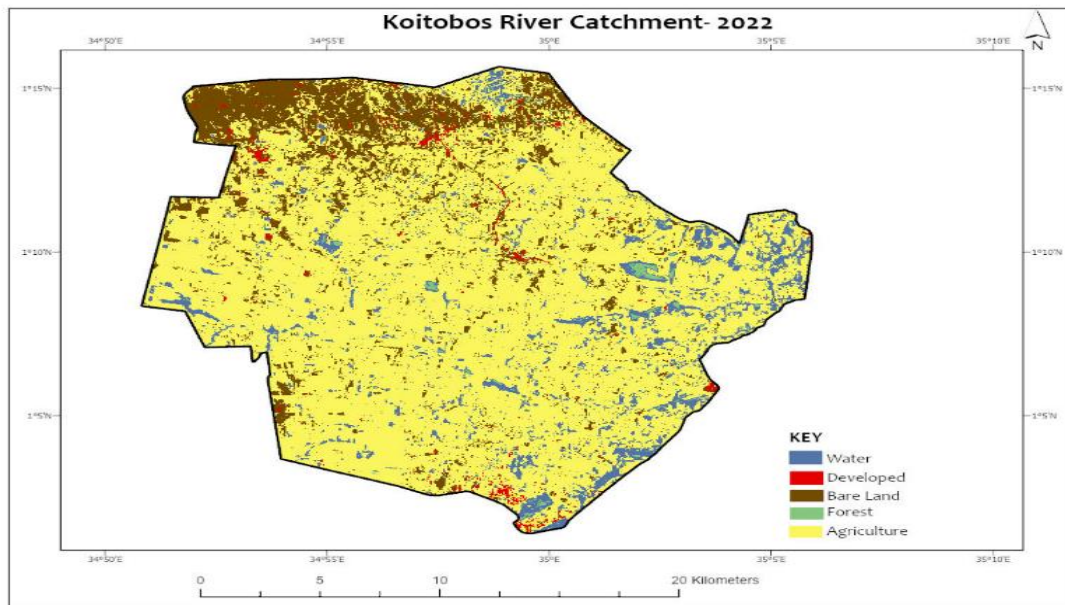 Koitobos River Catchment- 2022
N
34°50'E 34°55'E 35°E 35°5'E 35°10'E
1°15'N 1°15'N
1°10'N 1°10'N
1°5'N 1°5'N
KEY
Water
Developed
Bare Land
Forest
Agriculture
34°50'E 34°55'E 35°E 35°5'E 35°10'E
0 5 10 20 Kilometers